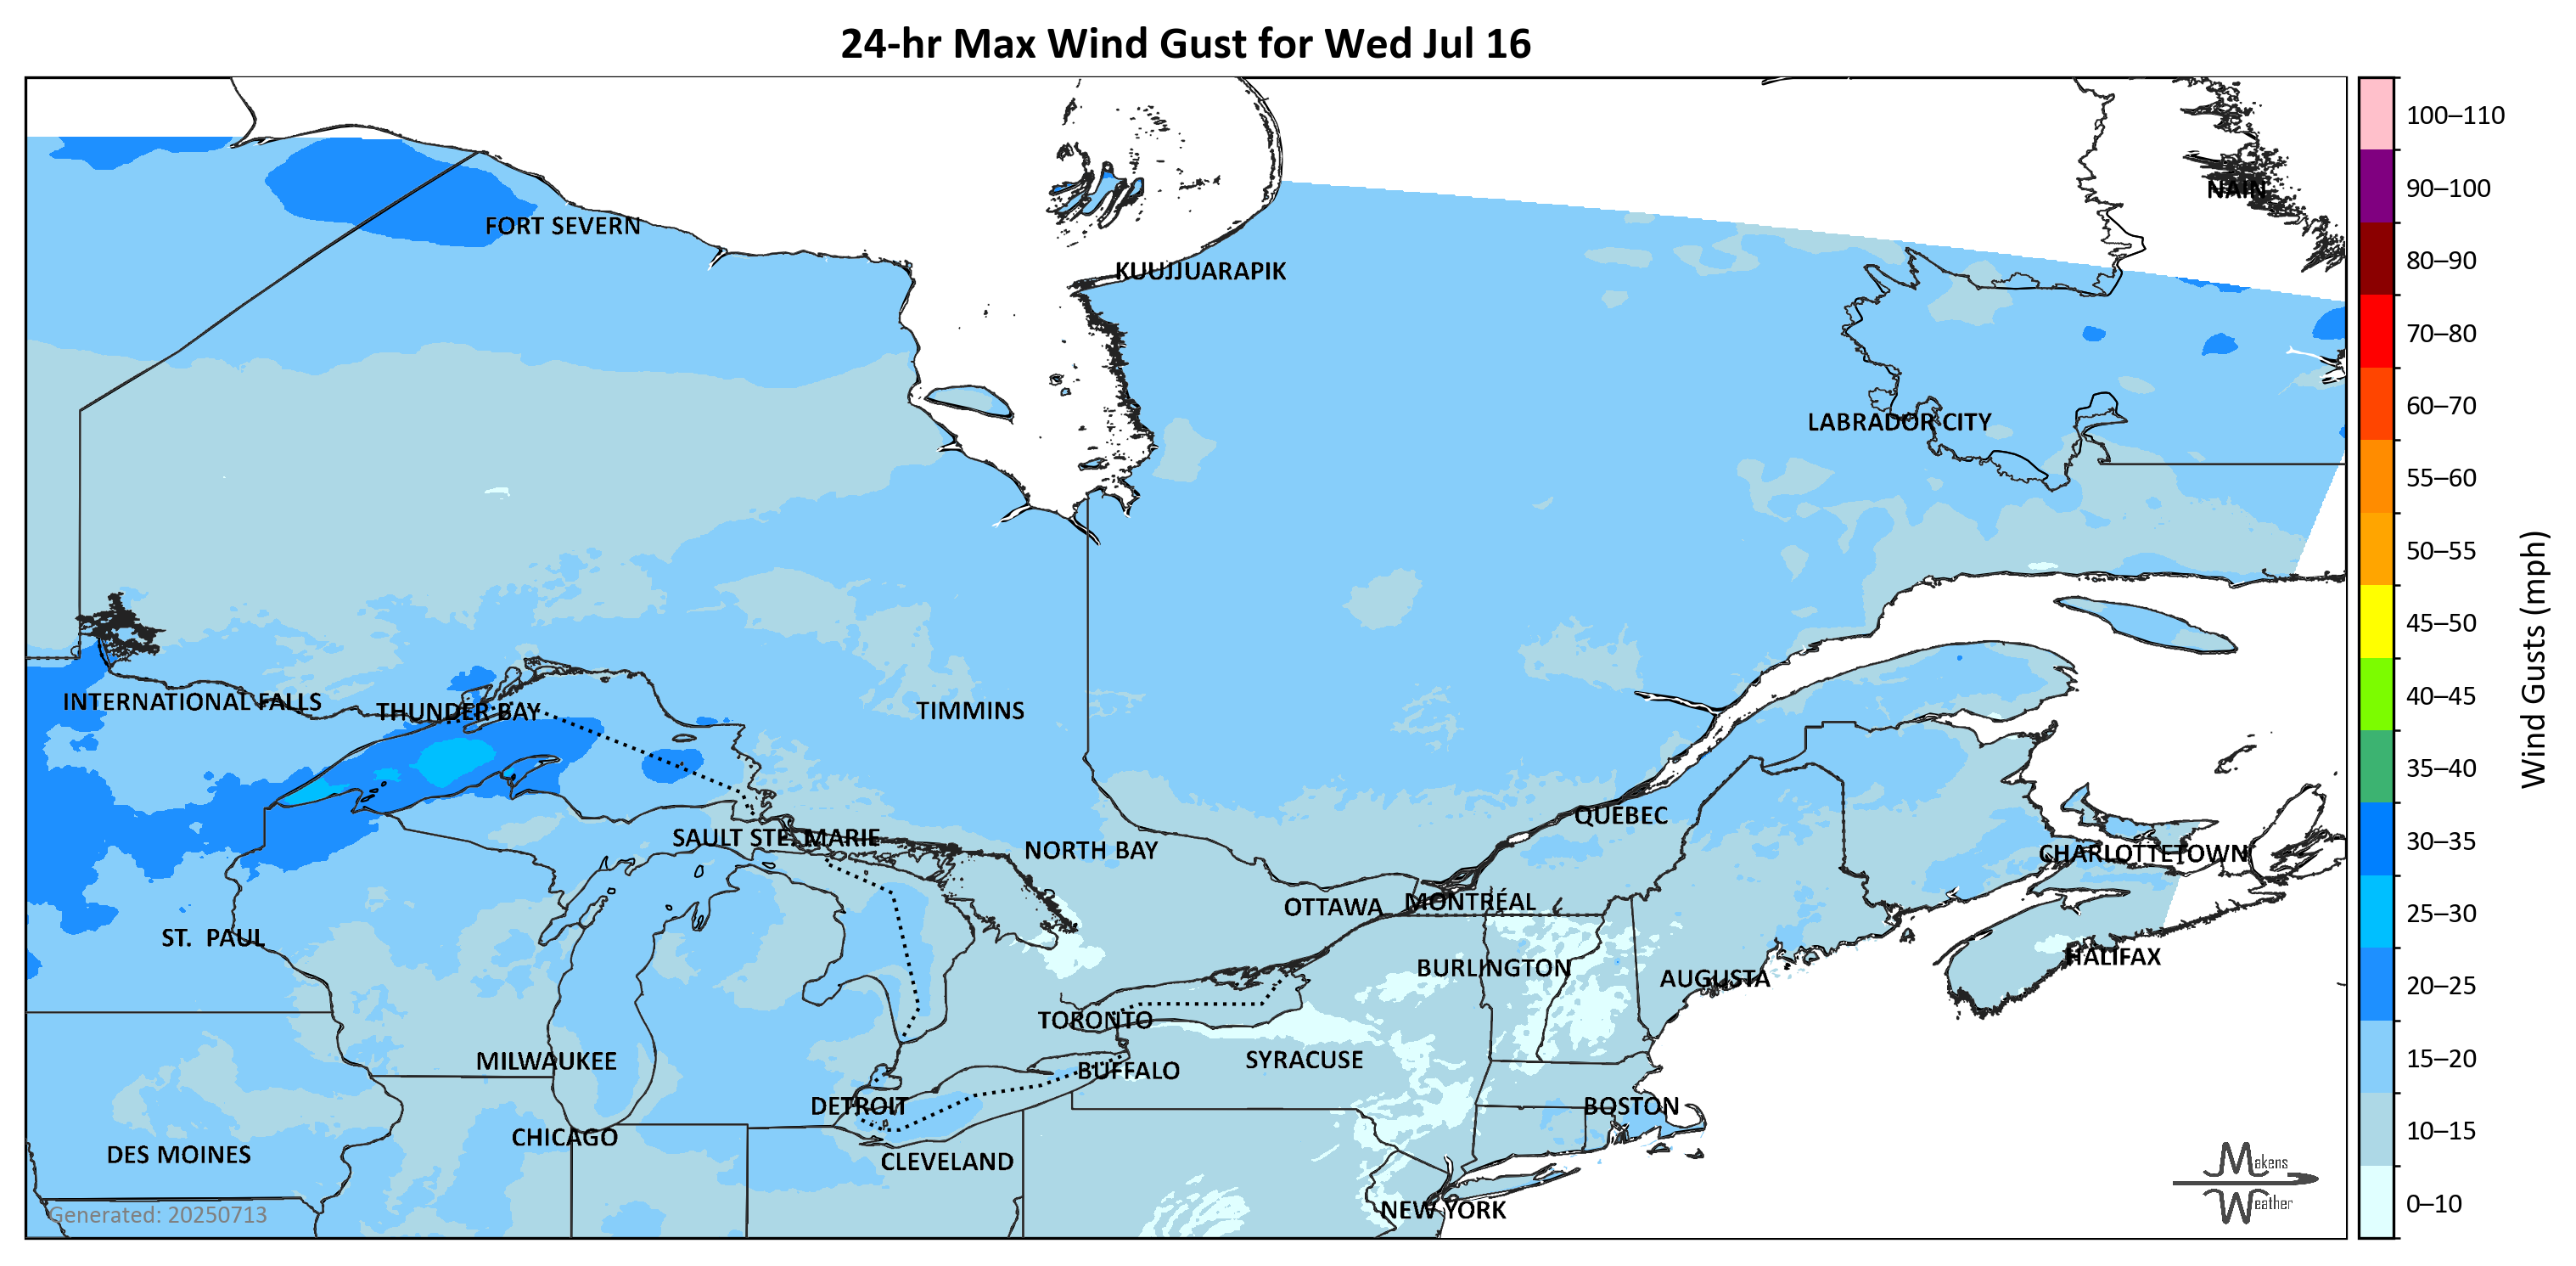 24-hr Max Wind Gust for Wed Jul 16
100–110
90–100
NAIN
FORT SEVERN
80–90
KUUJJUARAPIK
70–80
60–70
LABRADOR CITY
55–60
50–55
45–50
Wind Gusts (mph)
40–45
INTERNATIONAL FALLS
THUNDER BAY
TIMMINS
35–40
QUEBEC
30–35
SAULT STE. MARIE
NORTH BAY
CHARLOTTETOWN
OTTAWA
MONTRÉAL
25–30
ST.  PAUL
HALIFAX
BURLINGTON
AUGUSTA
20–25
TORONTO
MILWAUKEE
SYRACUSE
15–20
BUFFALO
DETROIT
BOSTON
10–15
CHICAGO
DES MOINES
CLEVELAND
Makens
Weather
0–10
NEW YORK
Generated: 20250713